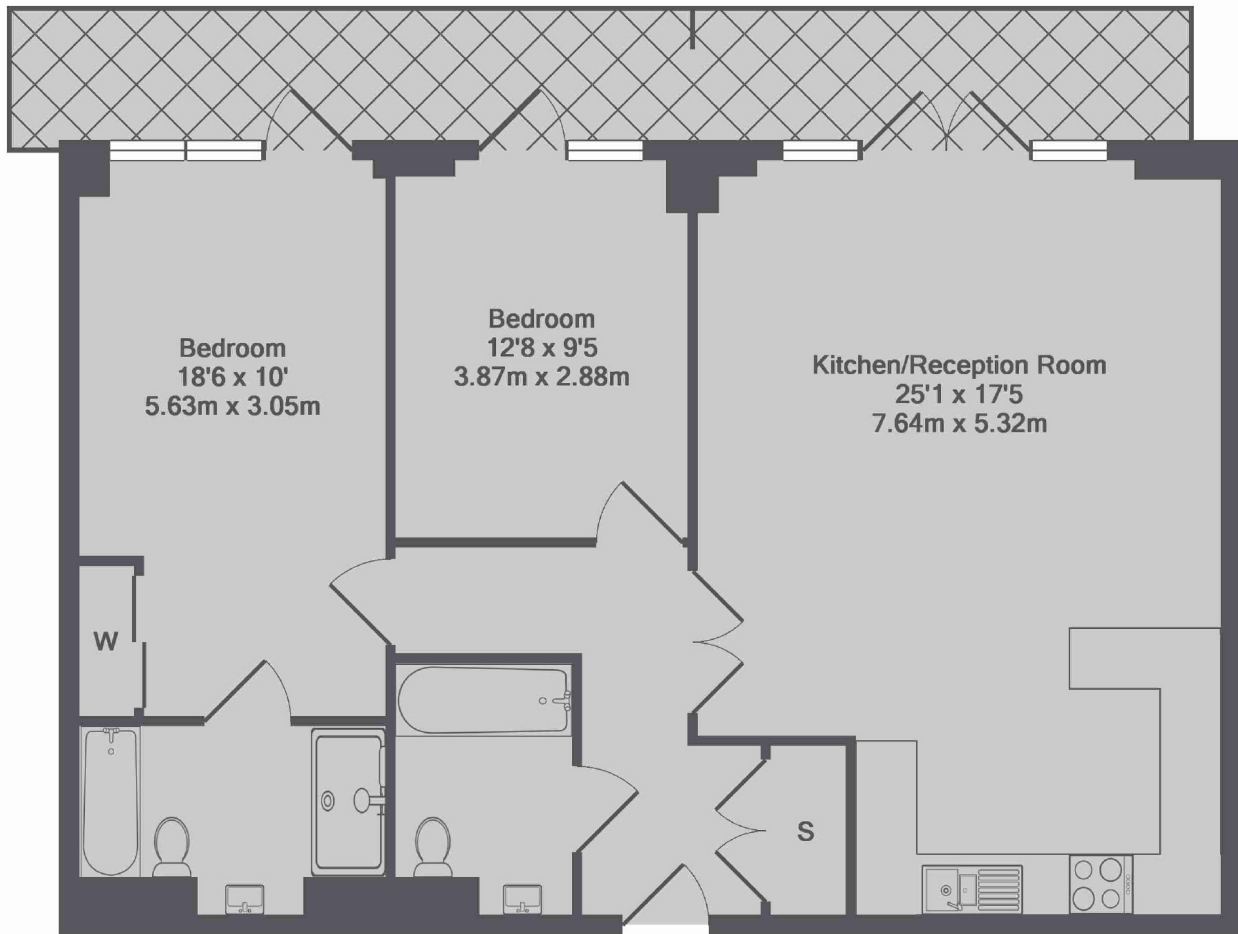 Bedroom
18'6 x 10'
5.63m x 3.05m
Bedroom
12'8 x 9'5
3.87m x 2.88m
Kitchen/Reception Room
25'1 x 17'5
7.64m x 5.32m
W
S